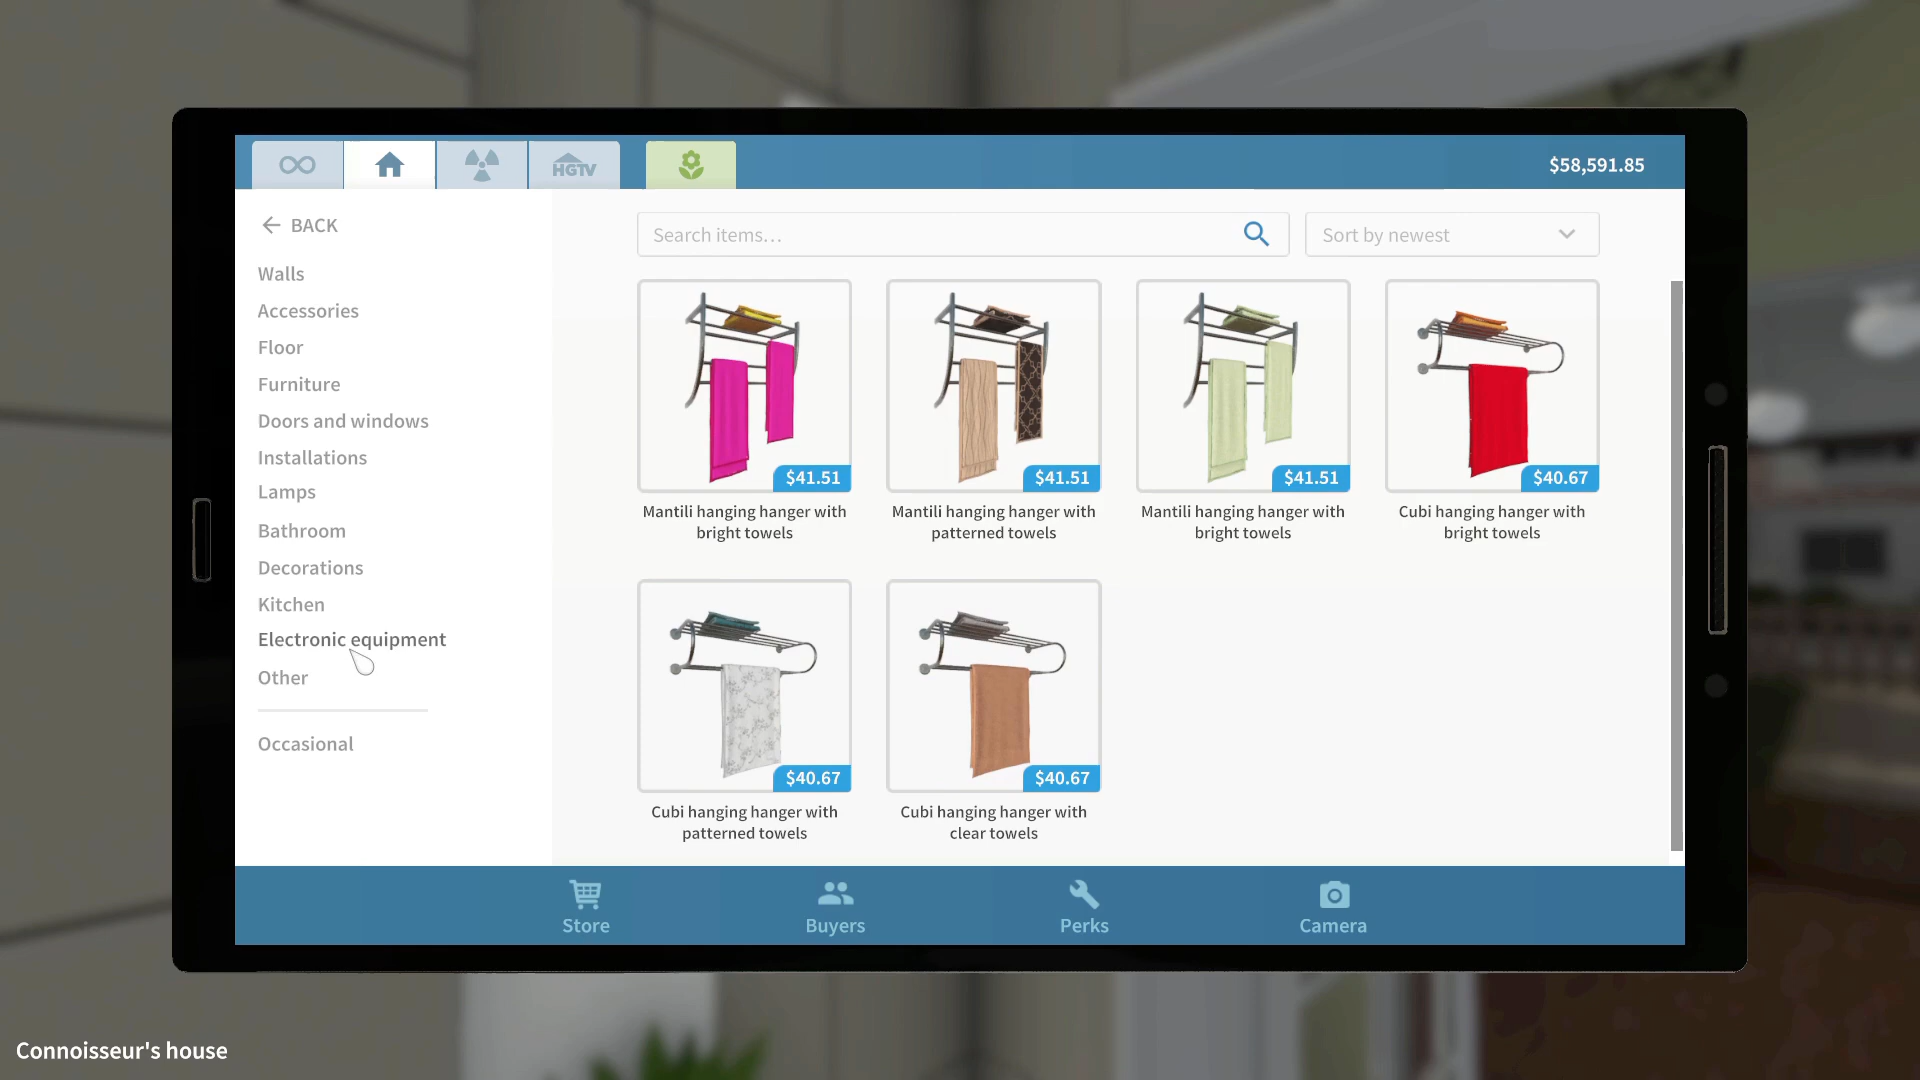 HGTV
$58,591.85
BACK
Walls
Accessories
Floor
Furniture
Doors and windows
Installations
Lamps
Bathroom
Decorations
Kitchen
Electronic equipment
Other
Occasional
Search items...
Sort by newest
$41.51
$41.51
$41.51
$40.67
Mantili hanging hanger with
bright towels
Mantili hanging hanger with
patterned towels
Mantili hanging hanger with
bright towels
Cubi hanging hanger with
bright towels
$40.67
$40.67
Cubi hanging hanger with
patterned towels
Cubi hanging hanger with
clear towels
Store
Buyers
Perks
Camera
Connoisseur's house